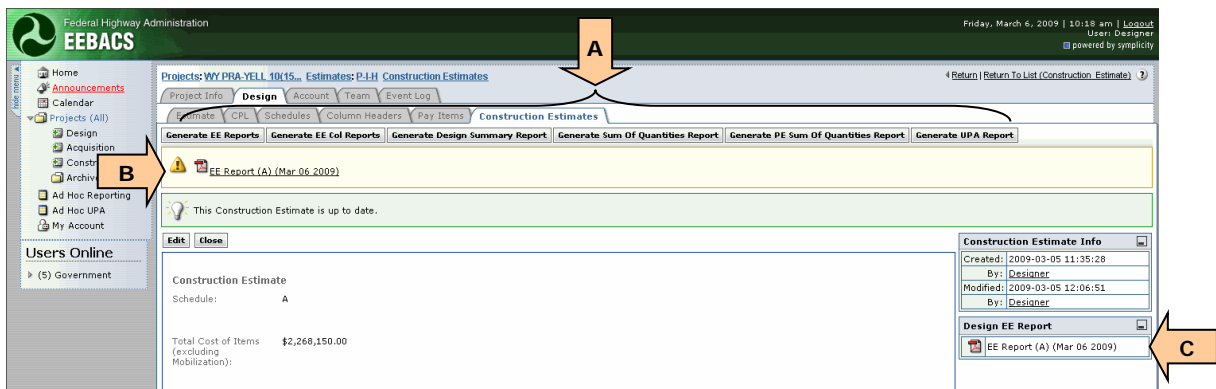 Federal Highway Administration
EEBACS
Friday, March 6, 2009 | 10:18 am | Logout
User: Designer
powered by symplicity
A
hide menu
Home
Announcements
Calendar
Projects (All)
Design
Acquisition
Constr
Archiv
Ad Hoc Reporting
Ad Hoc UPA
My Account
Users Online
(5) Government
B
Projects: WY PRA-YELL 10(15... Estimates: P-I-H Construction Estimates
Return | Return To List (Construction Estimate) ?
Project Info Design Account Team Event Log
Estimate CPL Schedules Column Headers Pay Items Construction Estimates
Generate EE Reports Generate EE Col Reports Generate Design Summary Report Generate Sum Of Quantities Report Generate PE Sum Of Quantities Report Generate UPA Report
EE Report (A) (Mar 06 2009)
This Construction Estimate is up to date.
Edit Close
Construction Estimate
Schedule: A
Total Cost of Items (excluding Mobilization): $2,268,150.00
Construction Estimate Info
Created: 2009-03-05 11:35:28
By: Designer
Modified: 2009-03-05 12:06:51
By: Designer
Design EE Report
EE Report (A) (Mar 06 2009)
C